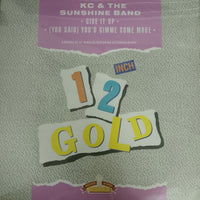 KC & THE
SUNSHINE BAND
• GIVE IT UP •
• (YOU SAID) YOU'D GIMME SOME MORE •
INCH
12
GOLD